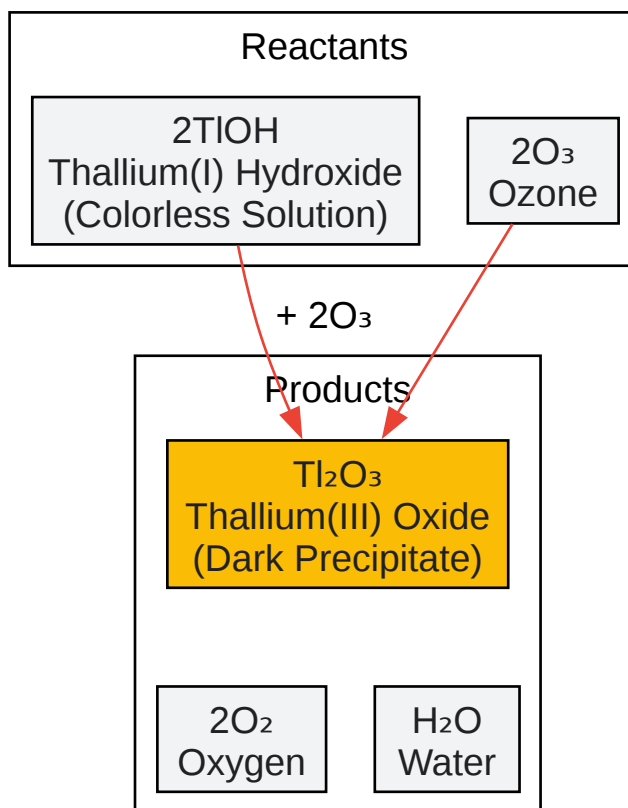 Reactants
2TlOH
Thallium(I) Hydroxide
(Colorless Solution)
2O₃
Ozone
+ 2O₃
Products
Tl₂O₃
Thallium(III) Oxide
(Dark Precipitate)
2O₂
Oxygen
H₂O
Water